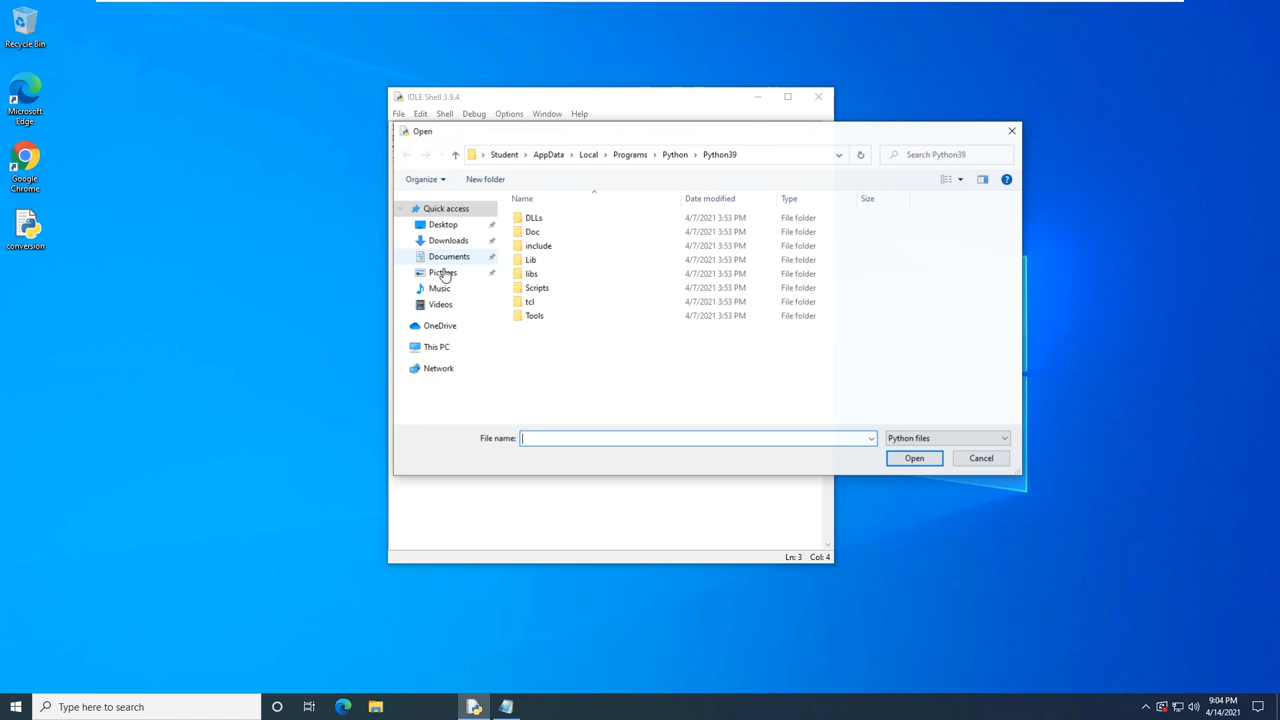 Recycle Bin
Microsoft Edge
Google Chrome
conversion
IDLE Shell 3.9.4
File Edit Shell Debug Options Window Help
Open
Student > AppData > Local > Programs > Python > Python39
Search Python39
Organize New folder
Name Date modified Type Size
Quick access
Desktop
Downloads
Documents
Pictures
Music
Videos
OneDrive
This PC
Network
DLLs 4/7/2021 3:53 PM File folder
Doc 4/7/2021 3:53 PM File folder
include 4/7/2021 3:53 PM File folder
Lib 4/7/2021 3:53 PM File folder
libs 4/7/2021 3:53 PM File folder
Scripts 4/7/2021 3:53 PM File folder
tcl 4/7/2021 3:53 PM File folder
Tools 4/7/2021 3:53 PM File folder
File name: Python files
Open Cancel
Ln: 3 Col: 4
Type here to search
9:04 PM
4/14/2021